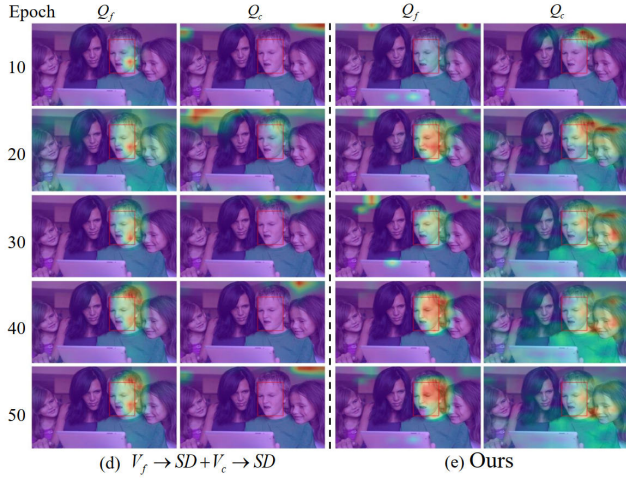 Epoch Q_f Q_c Q_f Q_c
10
20
30
40
50
(d) V_f → SD + V_c → SD (e) Ours